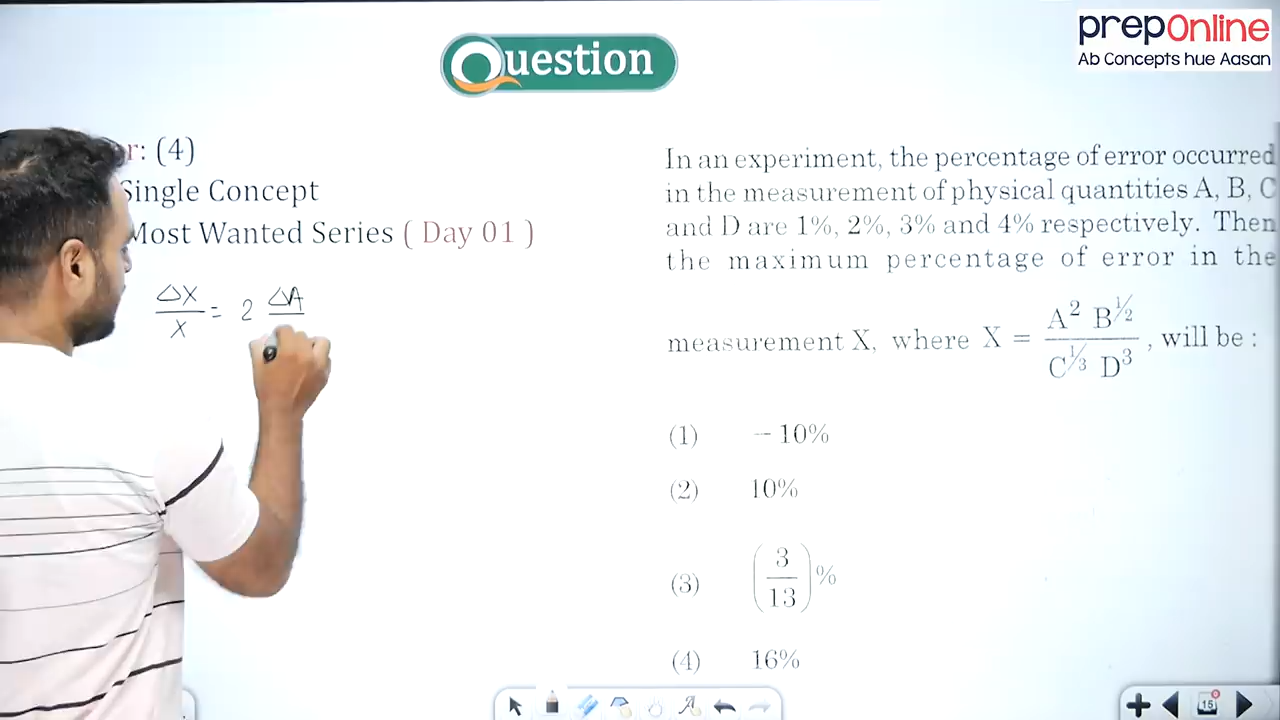 prepOnline
Ab Concepts hue Aasan
Question
r: (4)
Single Concept
Most Wanted Series ( Day 01 )
ΔX/X = 2 ΔA
In an experiment, the percentage of error occurred
in the measurement of physical quantities A, B, C
and D are 1%, 2%, 3% and 4% respectively. Then
the maximum percentage of error in the
measurement X, where X = A² B^1/2 / C^1/3 D³, will be :
(1) – 10%
(2) 10%
(3) (3/13)%
(4) 16%
15